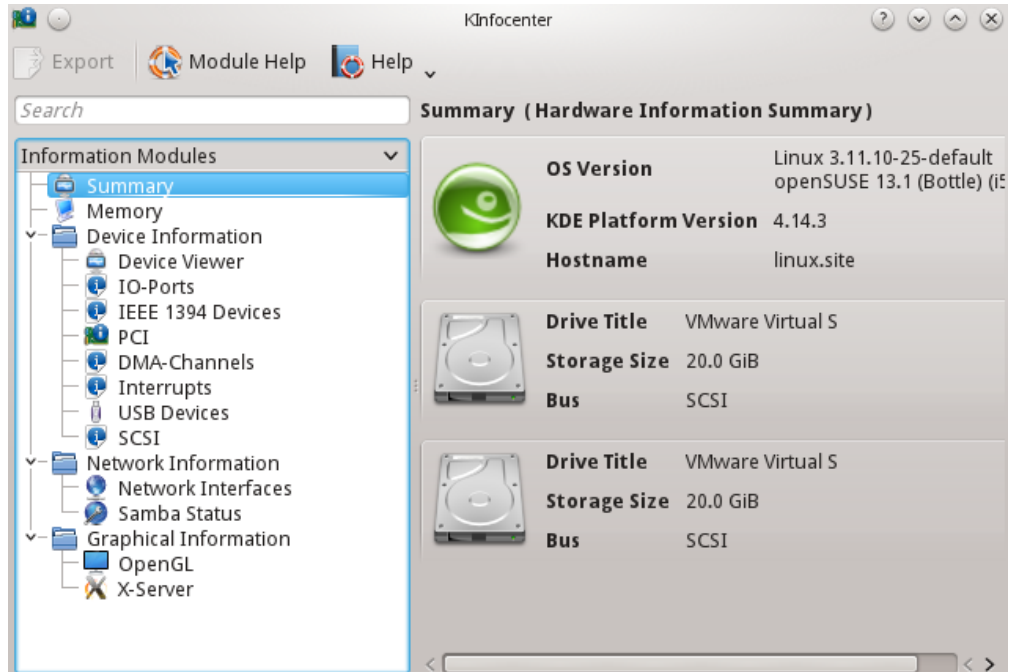 KInfocenter
Export Module Help Help
Search
Information Modules
Summary
Memory
Device Information
Device Viewer
IO-Ports
IEEE 1394 Devices
PCI
DMA-Channels
Interrupts
USB Devices
SCSI
Network Information
Network Interfaces
Samba Status
Graphical Information
OpenGL
X-Server
Summary (Hardware Information Summary)
OS Version Linux 3.11.10-25-default
openSUSE 13.1 (Bottle) (i5
KDE Platform Version 4.14.3
Hostname linux.site
Drive Title VMware Virtual S
Storage Size 20.0 GiB
Bus SCSI
Drive Title VMware Virtual S
Storage Size 20.0 GiB
Bus SCSI